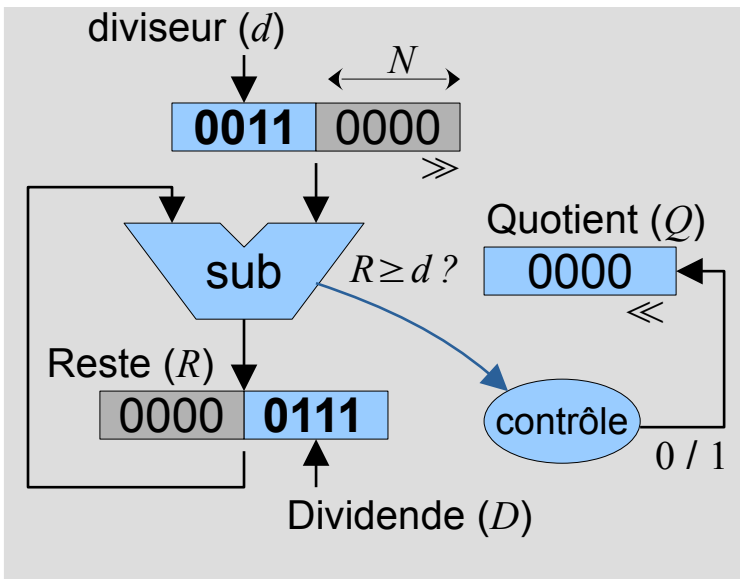 diviseur (d)
N
0011 0000
≫
Quotient (Q)
sub
R≥d ?
0000
≪
Reste (R)
0000 0111
contrôle
0 / 1
Dividende (D)